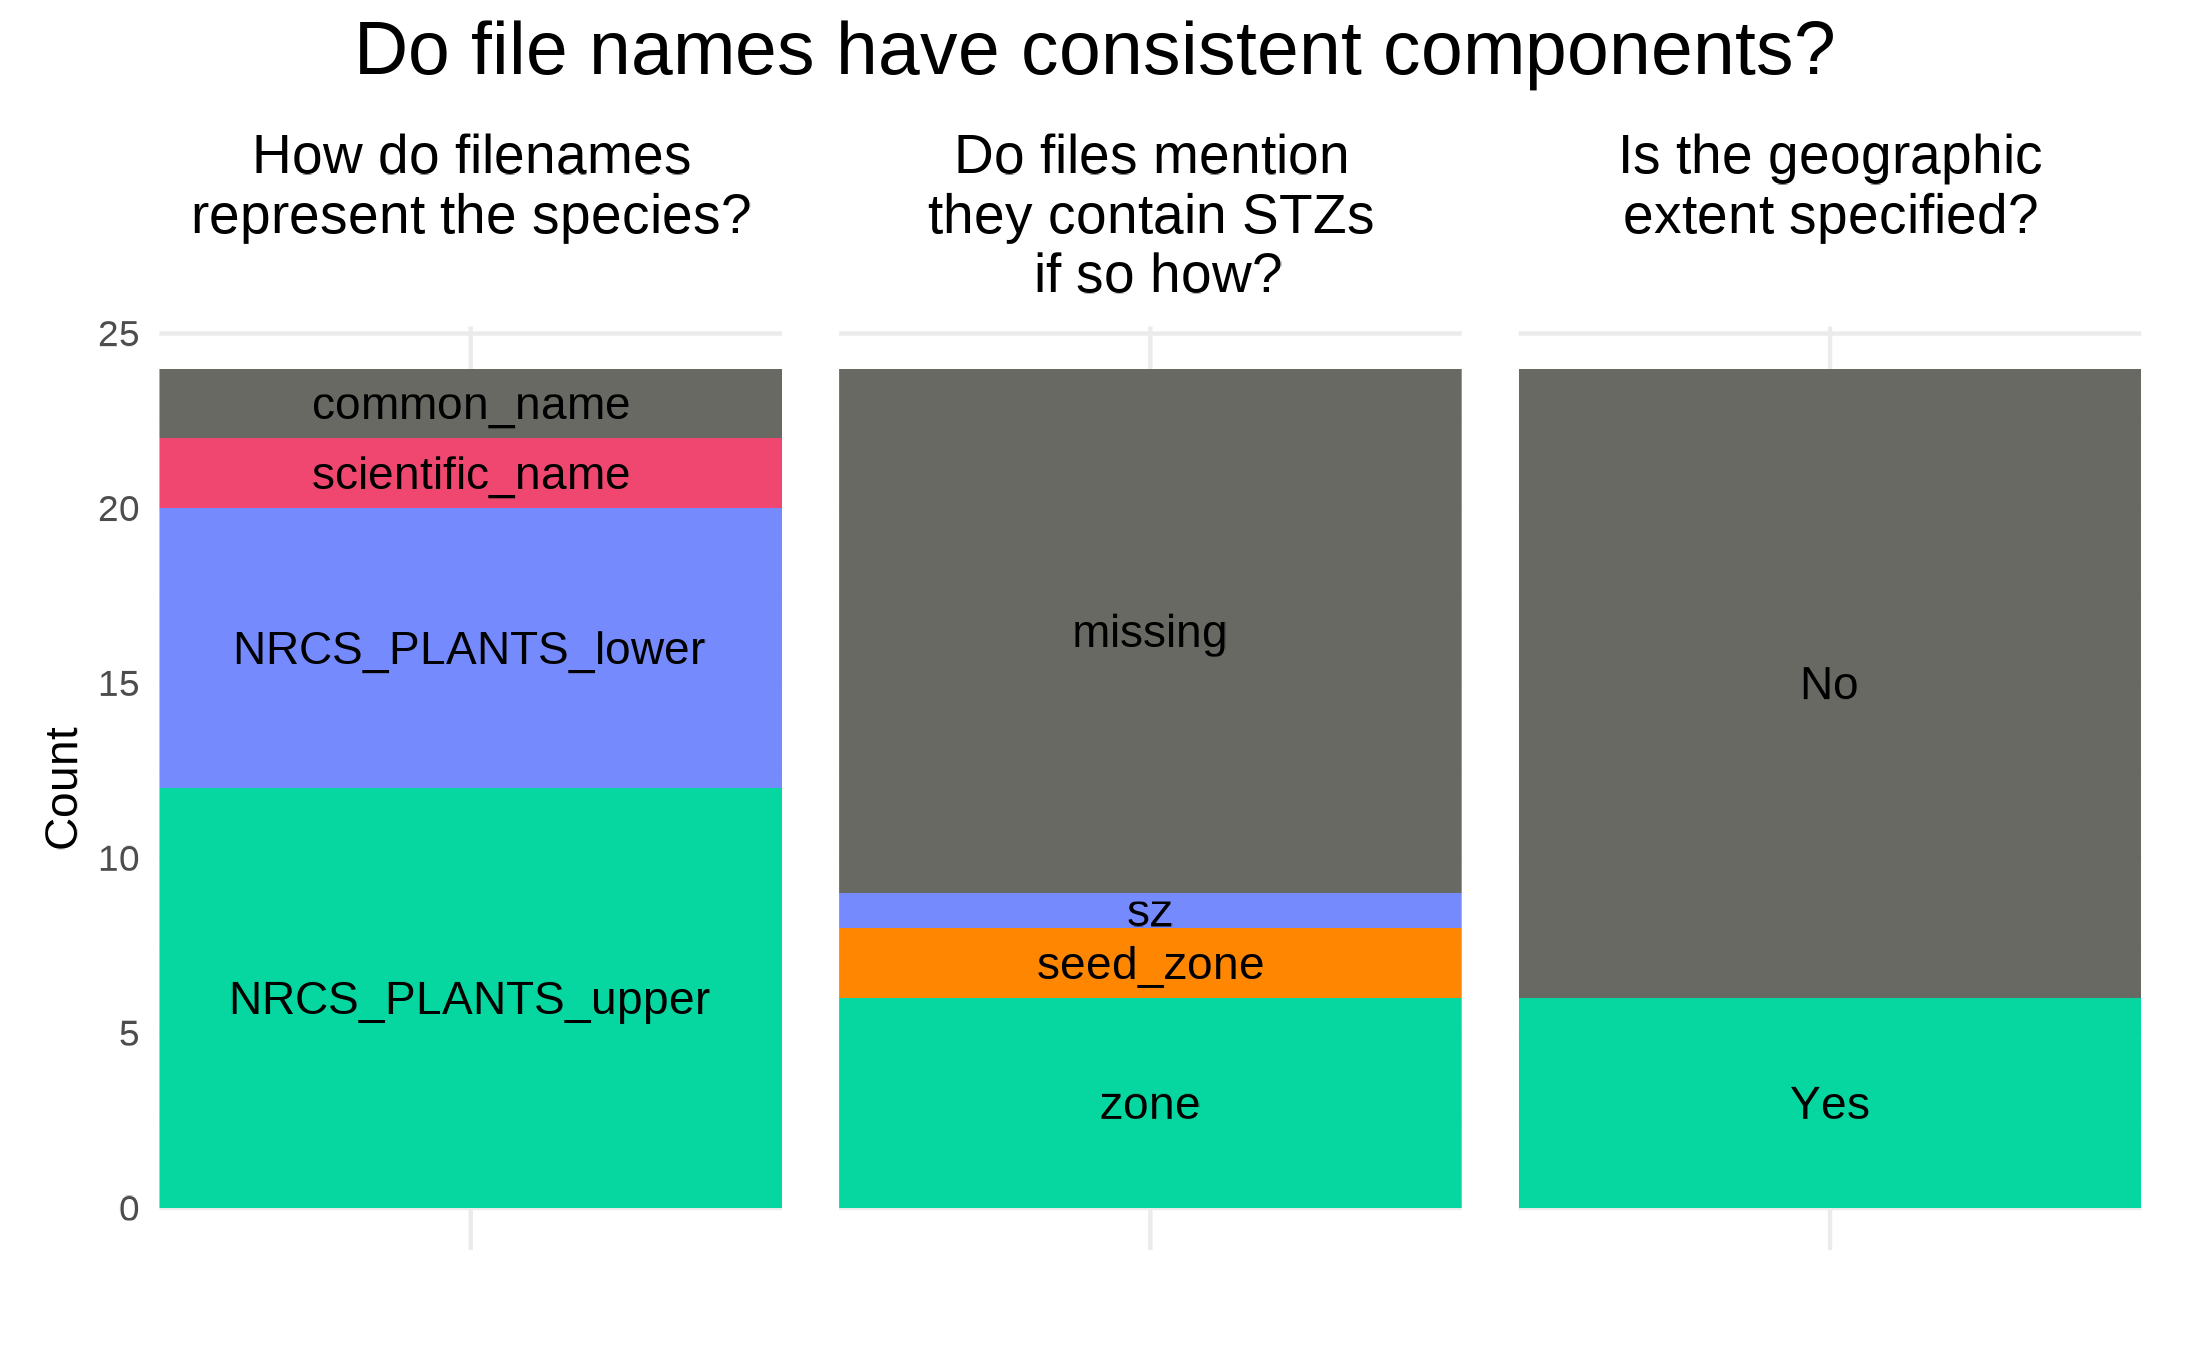 Do file names have consistent components?
How do filenames
represent the species?
Do files mention
they contain STZs
if so how?
Is the geographic
extent specified?
Count
25
20
15
10
5
0
common_name
scientific_name
NRCS_PLANTS_lower
NRCS_PLANTS_upper
missing
sz
seed_zone
zone
No
Yes